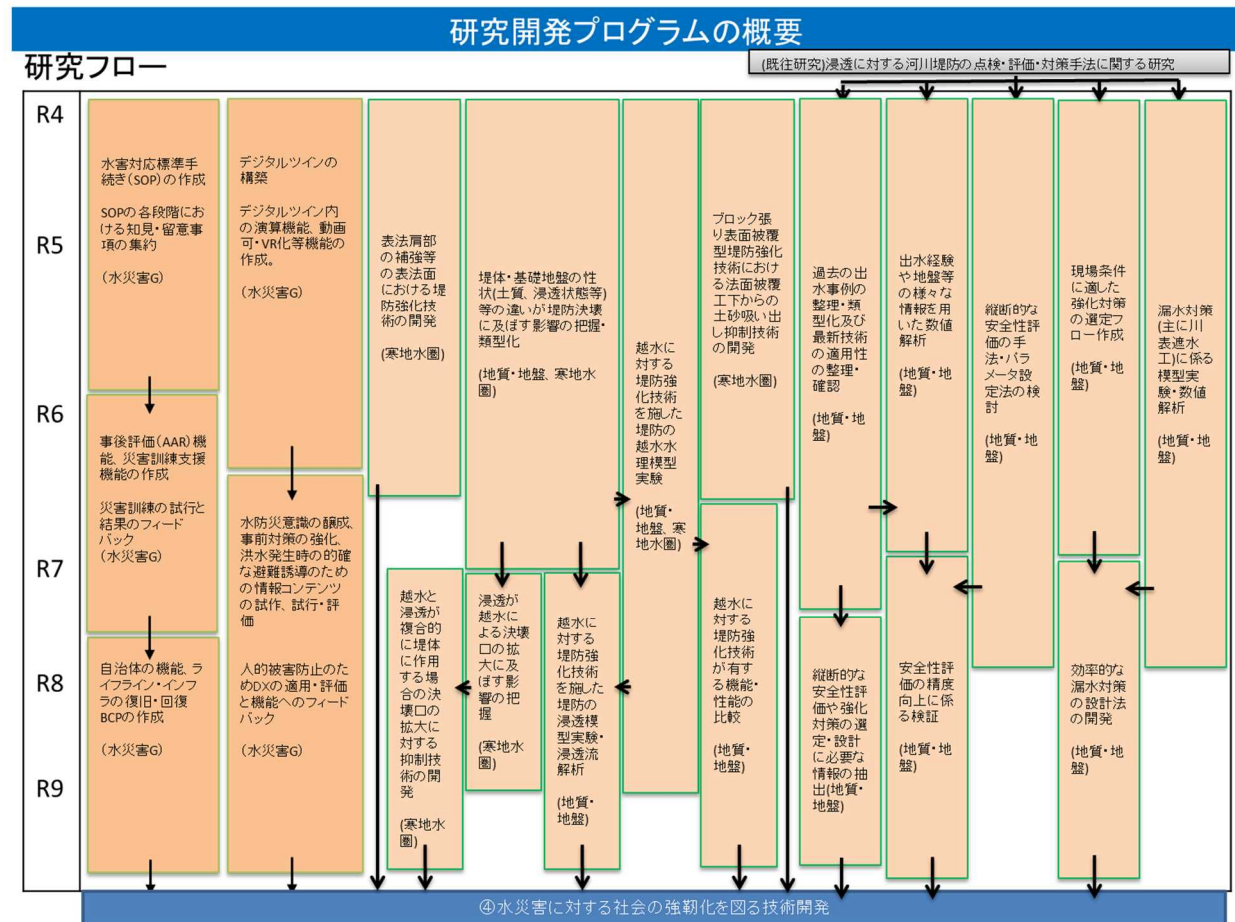 研究開発プログラムの概要
研究フロー
(既往研究)浸透に対する河川堤防の点検・評価・対策手法に関する研究
R4
R5
R6
R7
R8
R9
水害対応標準手
続き(SOP)の作成
SOPの各段階にお
ける知見・留意事
項の集約
(水災害G)
事後評価(AAR)機
能、災害訓練支援
機能の作成
災害訓練の試行と
結果のフィード
バック
(水災害G)
自治体の機能、ライ
フライン・インフ
ラの復旧・回復
BCPの作成
(水災害G)
デジタルツインの
構築
デジタルツイン内
の演算機能、動画
可・VR化等機能の
作成。
(水災害G)
水防災意識の醸成、
事前対策の強化、
洪水発生時の的確
な避難誘導のため
の情報コンテンツ
の試作、試行・評
価
人的被害防止のた
めDXの適用・評価
と機能へのフィード
バック
(水災害G)
表法肩部
の補強等
の表法面
における堤
防強化技
術の開発
(寒地水圏)
堤体・基礎地盤の性
状(土質、浸透状態等)
等の違いが堤防決壊
に及ぼす影響の把握・
類型化
(地質・地盤、寒地水
圏)
越水と
浸透が
複合的
に堤体
に作用
する場
合の決
壊口の
拡大に
対する
抑制技
術の開
発
(寒地水
圏)
浸透が
越水に
よる決壊
口の拡
大に及
ぼす影
響の把
握
(寒地水
圏)
越水に
対する
堤防強
化技術
を施した
堤防の
浸透模
型実験・
浸透流
解析
(地質・
地盤)
越水に
対する
堤防強
化技術
を施した
堤防の
越水水
理模型
実験
(地質・
地盤、寒
地水圏)
ブロック張
り表面被覆
型堤防強化
技術におけ
る法面被覆
工下からの
土砂吸い出
し抑制技術
の開発
(寒地水圏)
越水に
対する
堤防強
化技術
が有す
る機能・
性能の
比較
(地質・
地盤)
過去の出
水事例の
整理・類
型化及び
最新技術
の適用性
の整理・
確認
(地質・地
盤)
縦断的な
安全性評
価や強化
対策の選
定・設計
に必要な
情報の抽
出(地質・
地盤)
出水経験
や地盤等
の様々な
情報を用
いた数値
解析
(地質・地
盤)
安全性評
価の精度
向上に係
る検証
(地質・地
盤)
縦断的な
安全性評
価の手
法・パラ
メータ設
定法の検
討
(地質・地
盤)
現場条件
に適した
強化対策
の選定フ
ロー作成
(地質・地
盤)
効率的な
漏水対策
の設計法
の開発
(地質・地
盤)
漏水対策
(主に川
表遮水
工)に係る
模型実
験・数値
解析
(地質・地
盤)
④水災害に対する社会の強靭化を図る技術開発